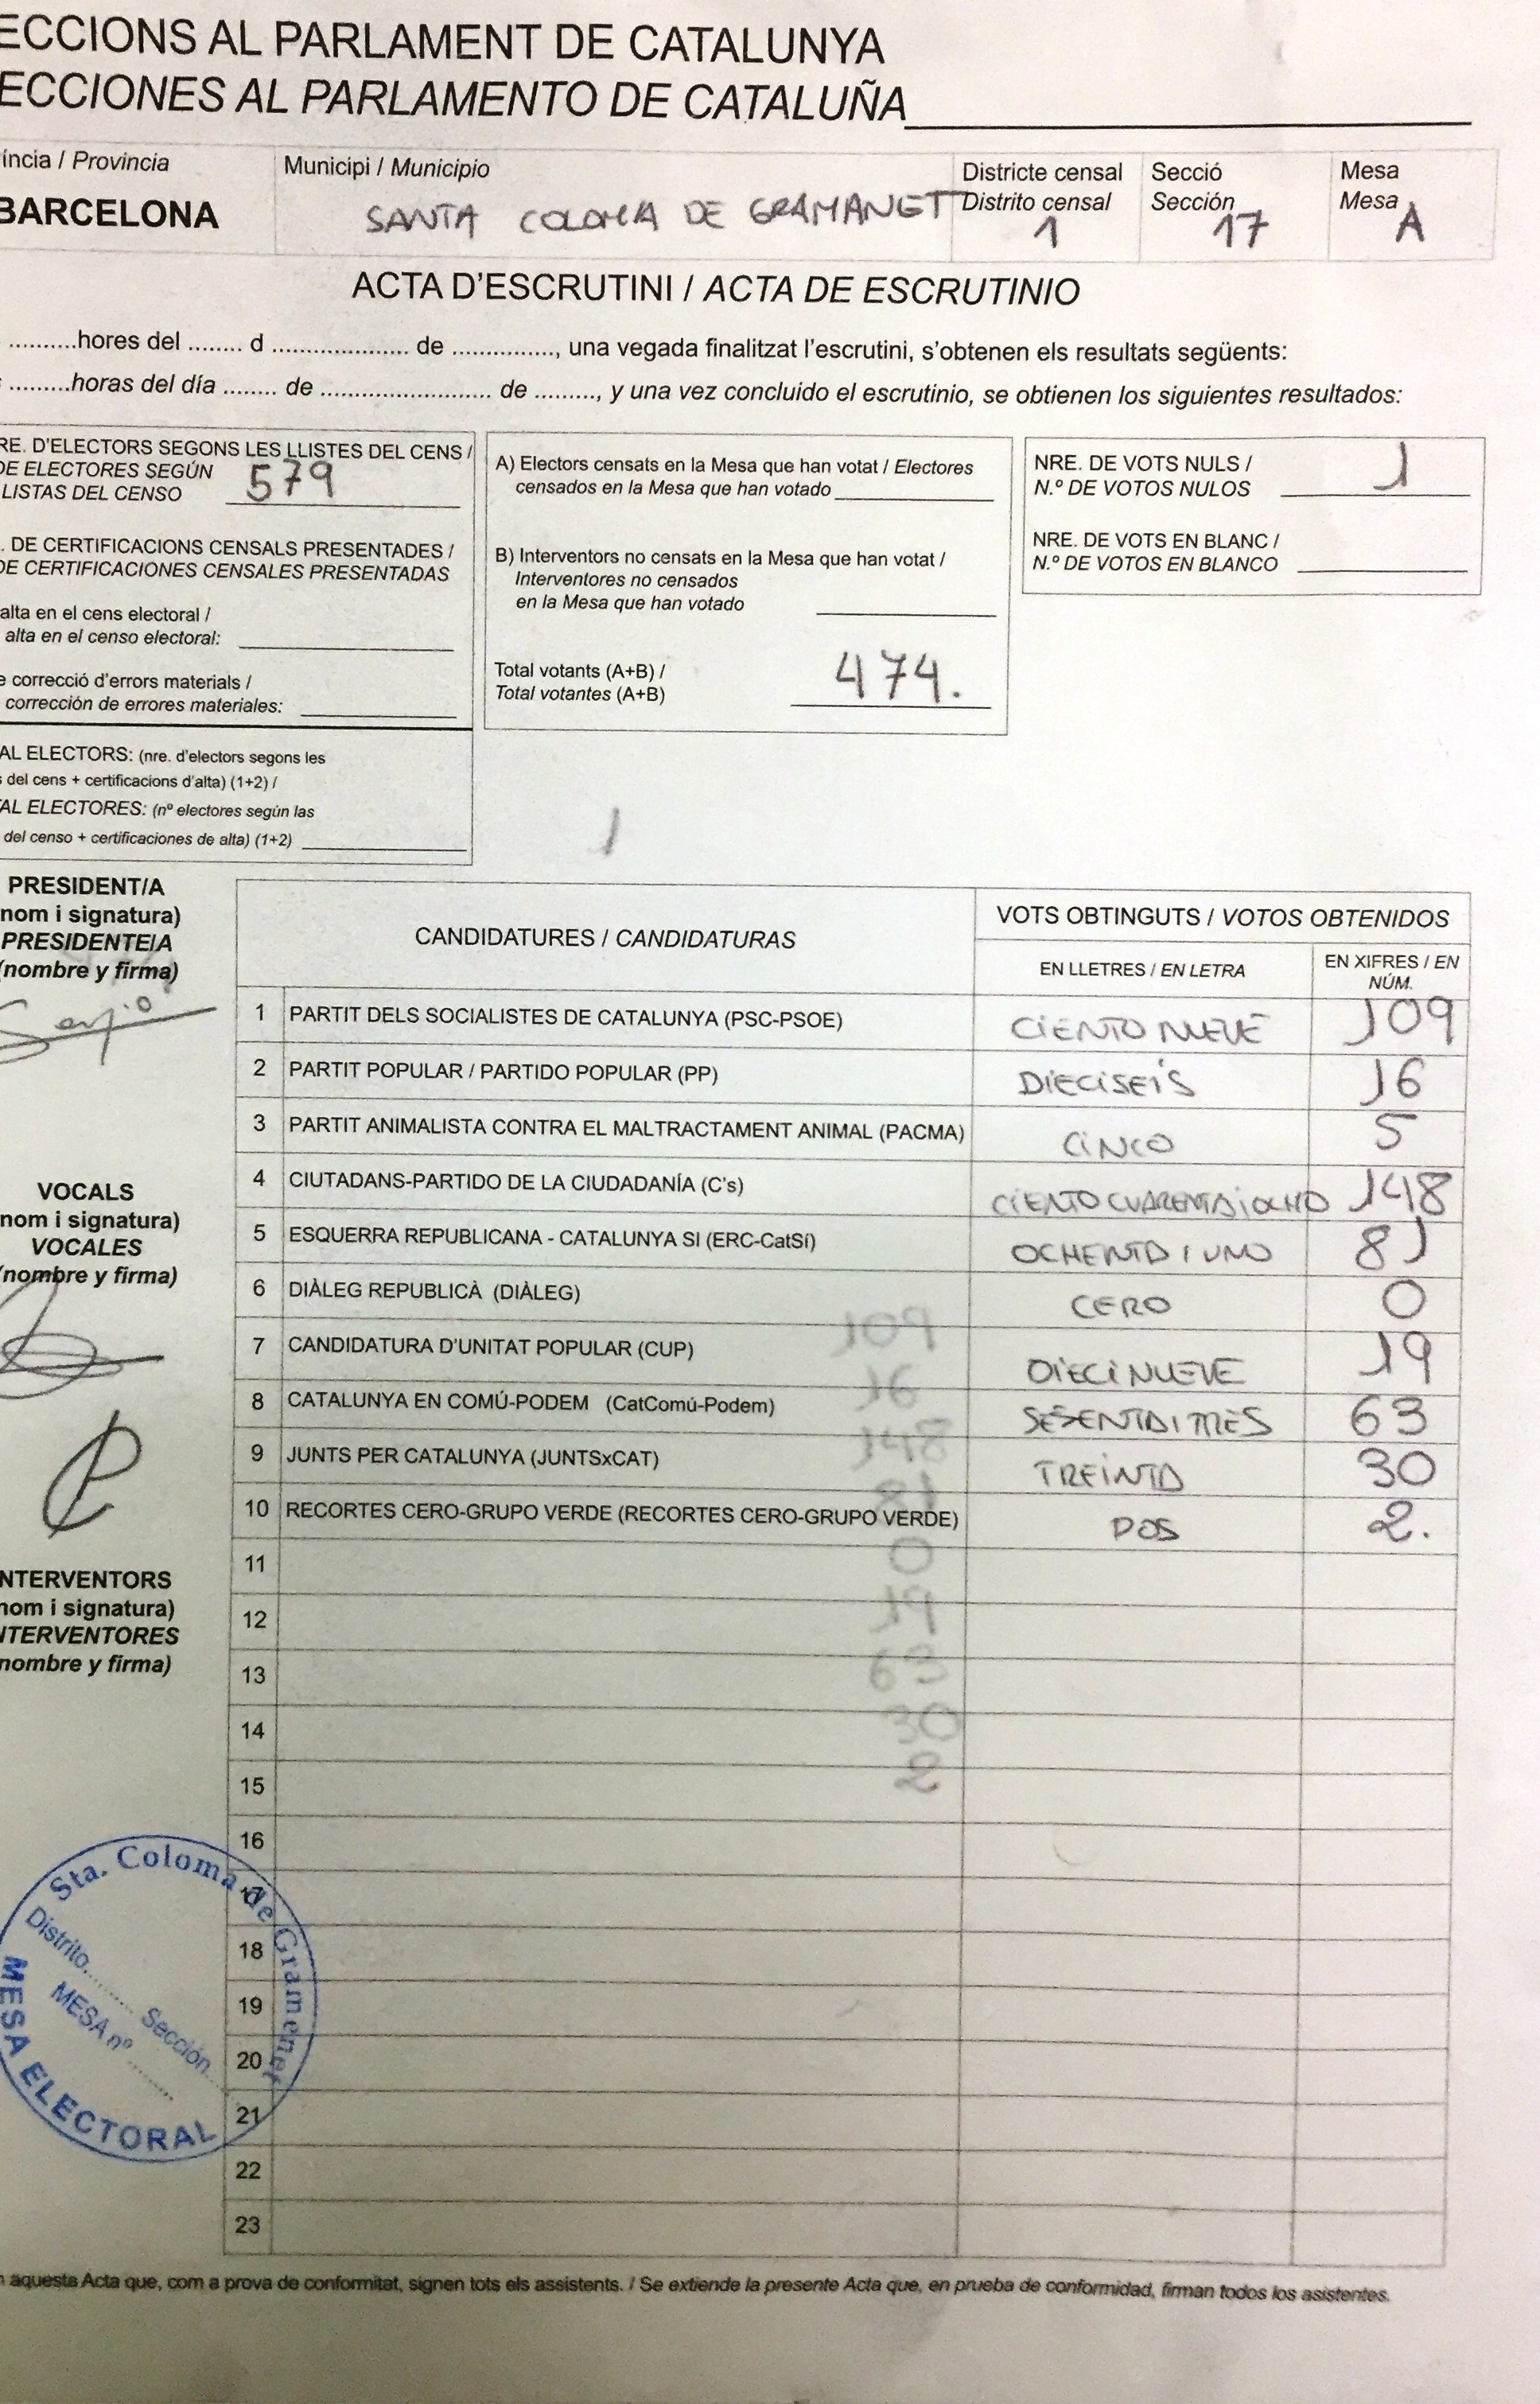 ECCIONS AL PARLAMENT DE CATALUNYA
ECCIONES AL PARLAMENTO DE CATALUÑA
íncia / Provincia
BARCELONA
Municipi / Municipio
SANTA COLOMA DE GRAMANET
Districte censal
Distrito censal
1
Secció
Sección
17
Mesa
Mesa
A
ACTA D'ESCRUTINI / ACTA DE ESCRUTINIO
..........hores del ........ d .................... de ..............., una vegada finalitzat l'escrutini, s'obtenen els resultats següents:
.........horas del día ........ de ......................... de ........., y una vez concluido el escrutinio, se obtienen los siguientes resultados:
RE. D'ELECTORS SEGONS LES LLISTES DEL CENS /
DE ELECTORES SEGÚN
LISTAS DEL CENSO 579
. DE CERTIFICACIONS CENSALS PRESENTADES /
DE CERTIFICACIONES CENSALES PRESENTADAS
alta en el cens electoral /
alta en el censo electoral:
e correcció d'errors materials /
corrección de errores materiales:
AL ELECTORS: (nre. d'electors segons les
s del cens + certificacions d'alta) (1+2) /
AL ELECTORES: (nº electores según las
del censo + certificaciones de alta) (1+2)
A) Electors censats en la Mesa que han votat / Electores
censados en la Mesa que han votado
B) Interventors no censats en la Mesa que han votat /
Interventores no censados
en la Mesa que han votado
Total votants (A+B) /
Total votantes (A+B) 474.
NRE. DE VOTS NULS /
N.º DE VOTOS NULOS 1
NRE. DE VOTS EN BLANC /
N.º DE VOTOS EN BLANCO
1
PRESIDENT/A
nom i signatura)
PRESIDENTE/A
(nombre y firma)
Sergio
VOCALS
nom i signatura)
VOCALES
(nombre y firma)
NTERVENTORS
nom i signatura)
NTERVENTORES
nombre y firma)
CANDIDATURES / CANDIDATURAS
VOTS OBTINGUTS / VOTOS OBTENIDOS
EN LLETRES / EN LETRA
EN XIFRES / EN
NÚM.
1 PARTIT DELS SOCIALISTES DE CATALUNYA (PSC-PSOE) CIENTO NUEVE 109
2 PARTIT POPULAR / PARTIDO POPULAR (PP) DIECISEIS 16
3 PARTIT ANIMALISTA CONTRA EL MALTRACTAMENT ANIMAL (PACMA) CINCO 5
4 CIUTADANS-PARTIDO DE LA CIUDADANÍA (C's) CIENTO CUARENTAIOCHO 148
5 ESQUERRA REPUBLICANA - CATALUNYA SI (ERC-CatSí) OCHENTA I UNO 81
6 DIÀLEG REPUBLICÀ (DIÀLEG) CERO 0
7 CANDIDATURA D'UNITAT POPULAR (CUP) DIECINUEVE 19
8 CATALUNYA EN COMÚ-PODEM (CatComú-Podem) SESENTAITRES 63
9 JUNTS PER CATALUNYA (JUNTSxCAT) TREINTA 30
10 RECORTES CERO-GRUPO VERDE (RECORTES CERO-GRUPO VERDE) DOS 2.
109
16
148
81
0
19
63
30
2
11
12
13
14
15
16
17
18
19
20
21
22
23
Sta. Coloma de Gramenet
Distrito........
Sección
MESA nº ........
MESA ELECTORAL
n aquesta Acta que, com a prova de conformitat, signen tots els assistents. / Se extiende la presente Acta que, en prueba de conformidad, firman todos los asistentes.